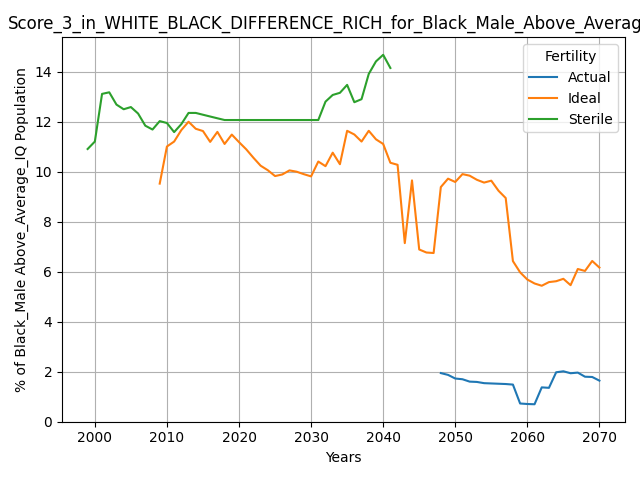 Score_3_in_WHITE_BLACK_DIFFERENCE_RICH_for_Black_Male_Above_Averag
% of Black_Male Above_Average_IQ Population
14
12
10
8
6
4
2
0
Fertility
Actual
Ideal
Sterile
2000 2010 2020 2030 2040 2050 2060 2070
Years